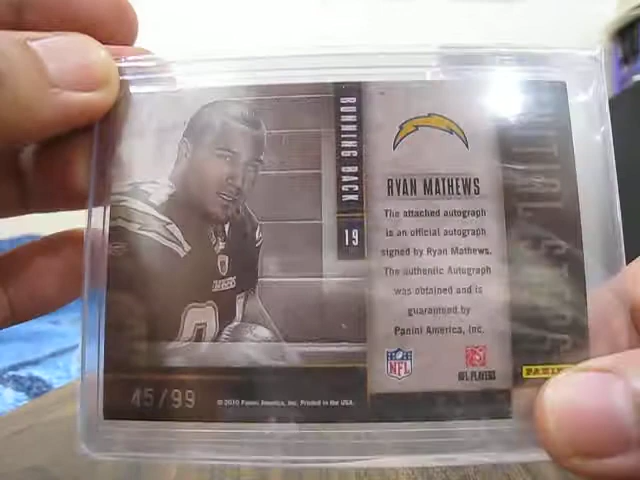 RUNNING BACK
19
RYAN MATHEWS
The attached autograph
is an official autograph
signed by Ryan Mathews.
The authentic Autograph
was obtained and is
guaranteed by
Panini America, Inc.
NFL
NFL PLAYERS
PANINI
45/99
© 2010 Panini America, Inc. Printed in the USA.